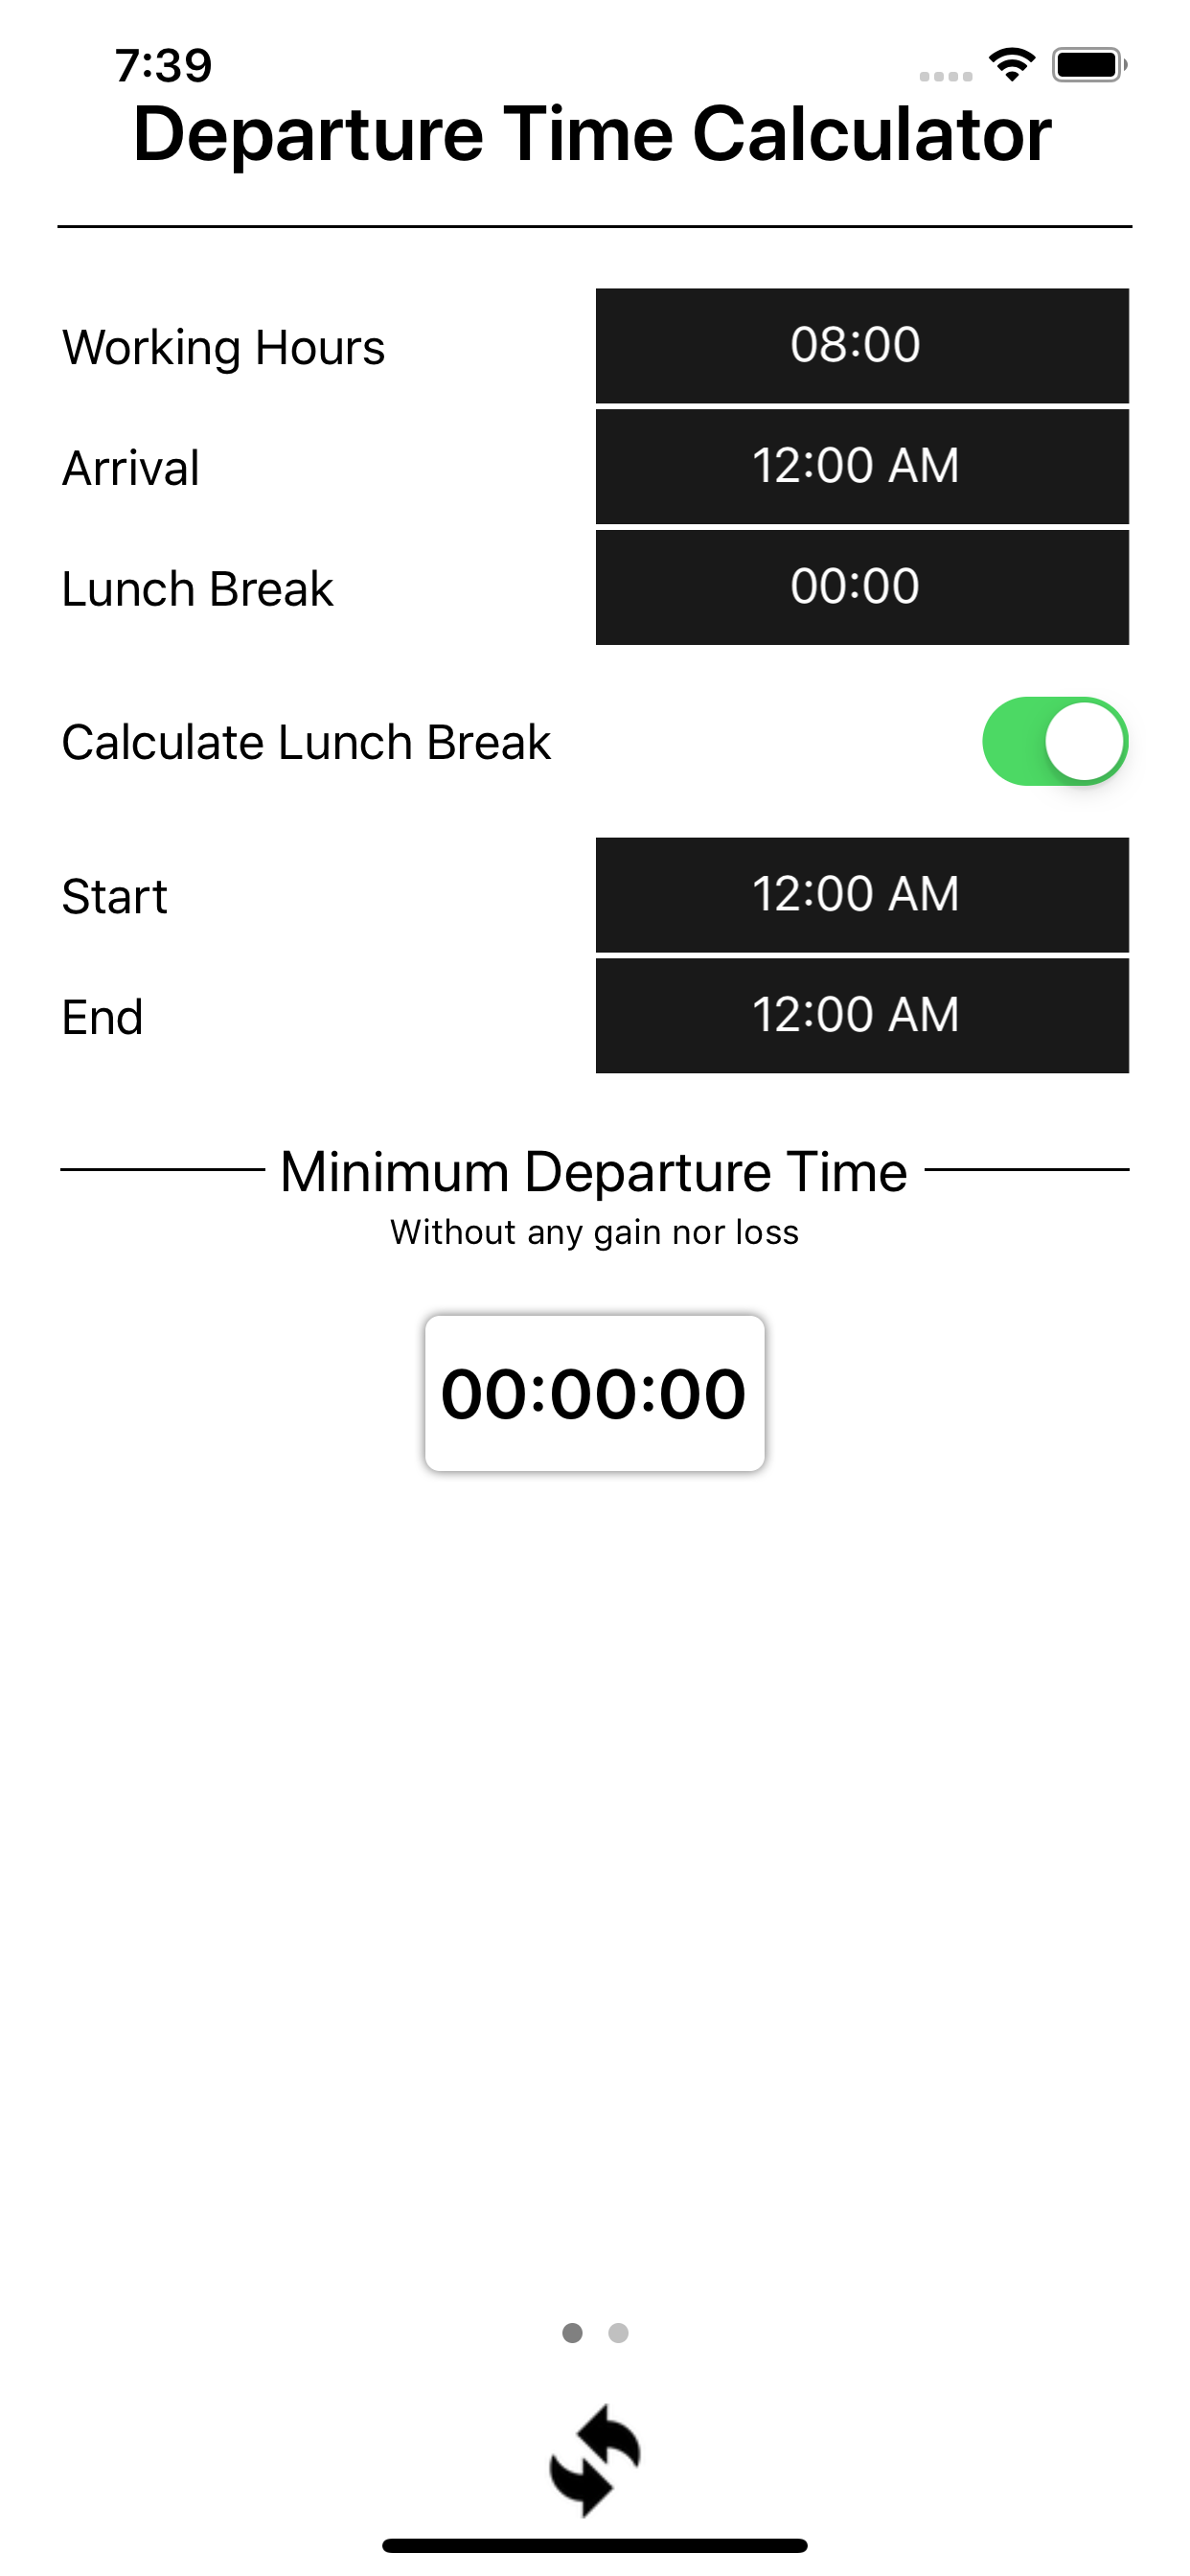 7:39
Departure Time Calculator
Working Hours 08:00
Arrival 12:00 AM
Lunch Break 00:00
Calculate Lunch Break
Start 12:00 AM
End 12:00 AM
Minimum Departure Time
Without any gain nor loss
00:00:00